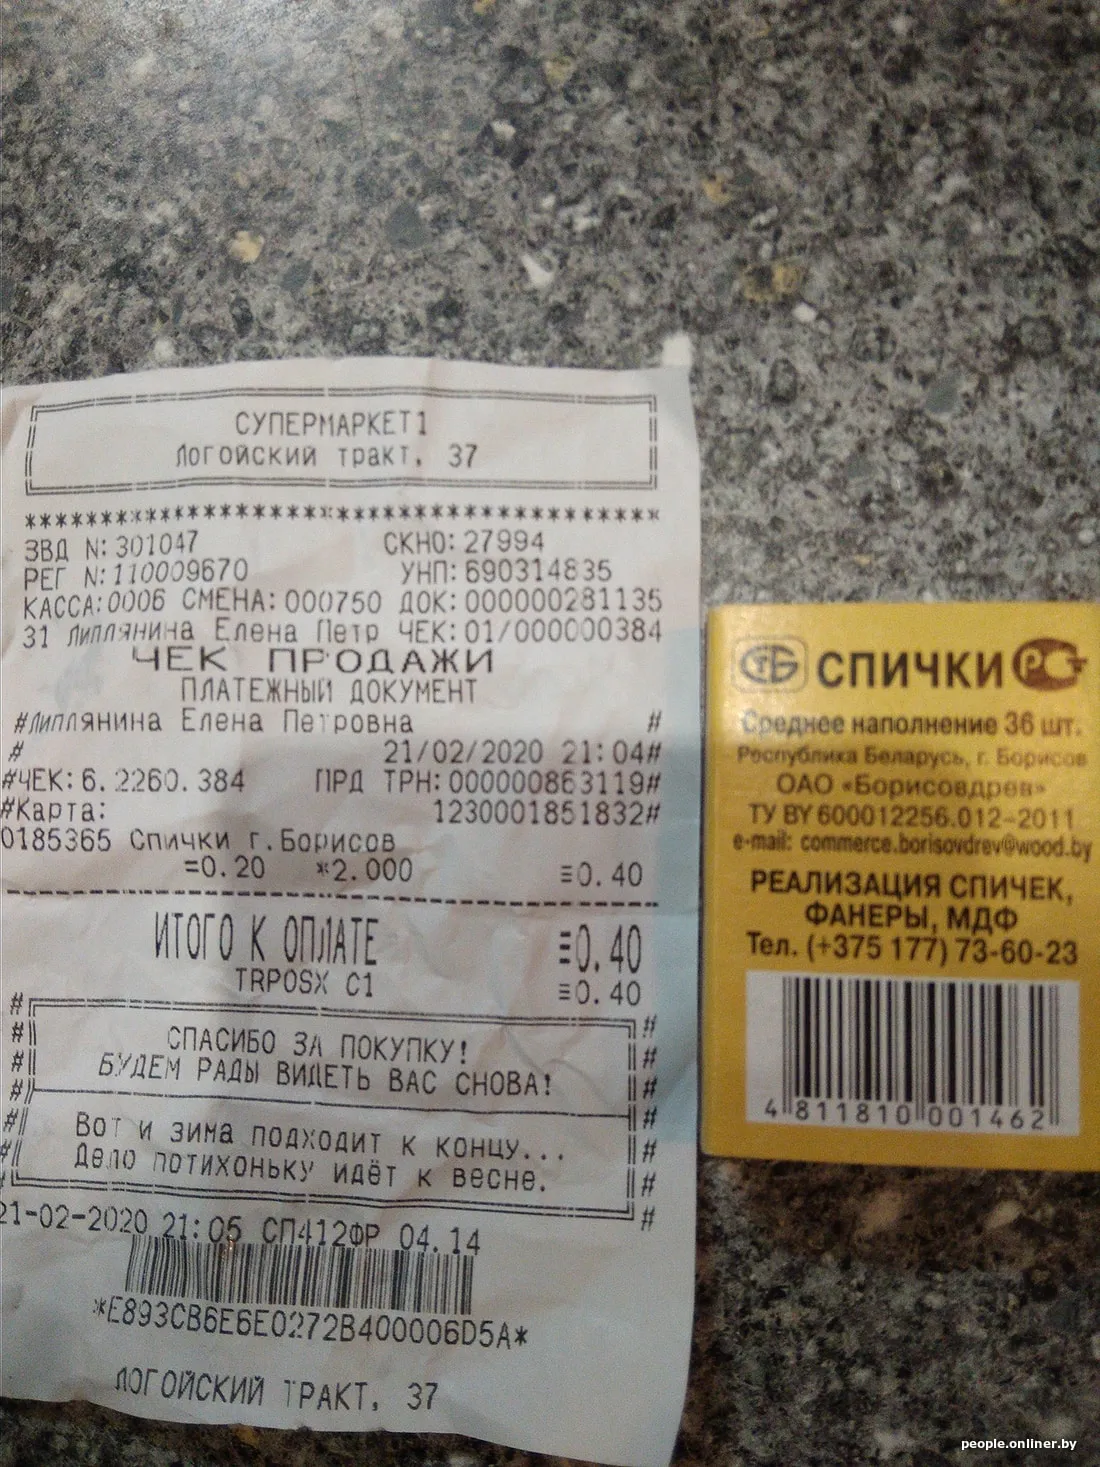 СУПЕРМАРКЕТ1
Логойский тракт, 37
****************************************
ЗВД N:301047 СКНО:27994
РЕГ N:110009670 УНП:690314835
КАССА:0006 СМЕНА:000750 ДОК:000000281135
31 Липлянина Елена Петр ЧЕК:01/000000384
ЧЕК ПРОДАЖИ
ПЛАТЕЖНЫЙ ДОКУМЕНТ
#Липлянина Елена Петровна #
# 21/02/2020 21:04#
#ЧЕК:6.2260.384 ПРД ТРН:000000863119#
#Карта: 1230001851832#
0185365 Спички г.Борисов
=0.20 *2.000 ≡0.40
ИТОГО К ОПЛАТЕ ≡0.40
TRPOSX C1 ≡0.40
СПАСИБО ЗА ПОКУПКУ!
БУДЕМ РАДЫ ВИДЕТЬ ВАС СНОВА!
Вот и зима подходит к концу...
Дело потихоньку идёт к весне.
21-02-2020 21:05 СП412ФР 04.14
*E893CB6E6E0272B400006D5A*
ЛОГОЙСКИЙ ТРАКТ, 37
СПИЧКИ РСТ
Среднее наполнение 36 шт.
Республика Беларусь, г. Борисов
ОАО «Борисовдрев»
ТУ BY 600012256.012-2011
e-mail: commerce.borisovdrev@wood.by
РЕАЛИЗАЦИЯ СПИЧЕК,
ФАНЕРЫ, МДФ
Тел. (+375 177) 73-60-23
4 811810 001462
people.onliner.by